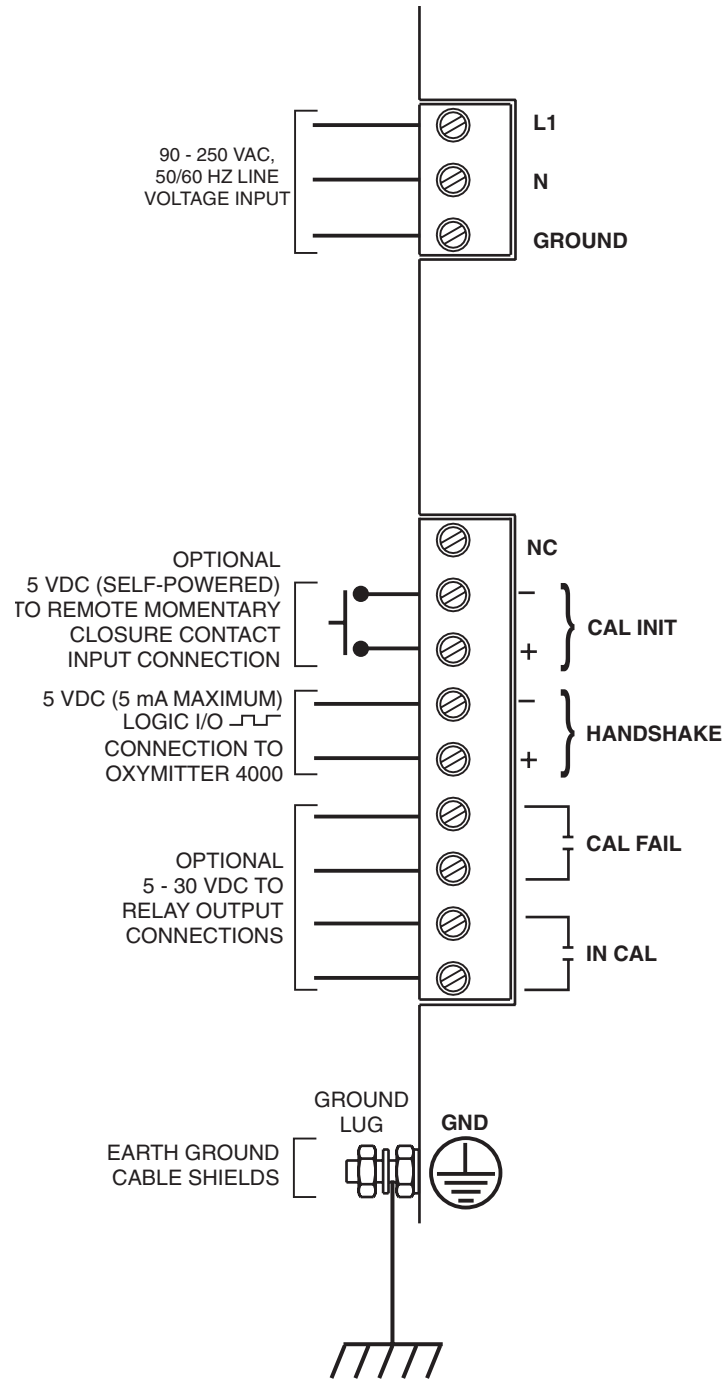 90 - 250 VAC,
50/60 HZ LINE
VOLTAGE INPUT
L1
N
GROUND
OPTIONAL
5 VDC (SELF-POWERED)
TO REMOTE MOMENTARY
CLOSURE CONTACT
INPUT CONNECTION
NC
–
+
CAL INIT
5 VDC (5 mA MAXIMUM)
LOGIC I/O
CONNECTION TO
OXYMITTER 4000
–
+
HANDSHAKE
OPTIONAL
5 - 30 VDC TO
RELAY OUTPUT
CONNECTIONS
CAL FAIL
IN CAL
GROUND
LUG
GND
EARTH GROUND
CABLE SHIELDS